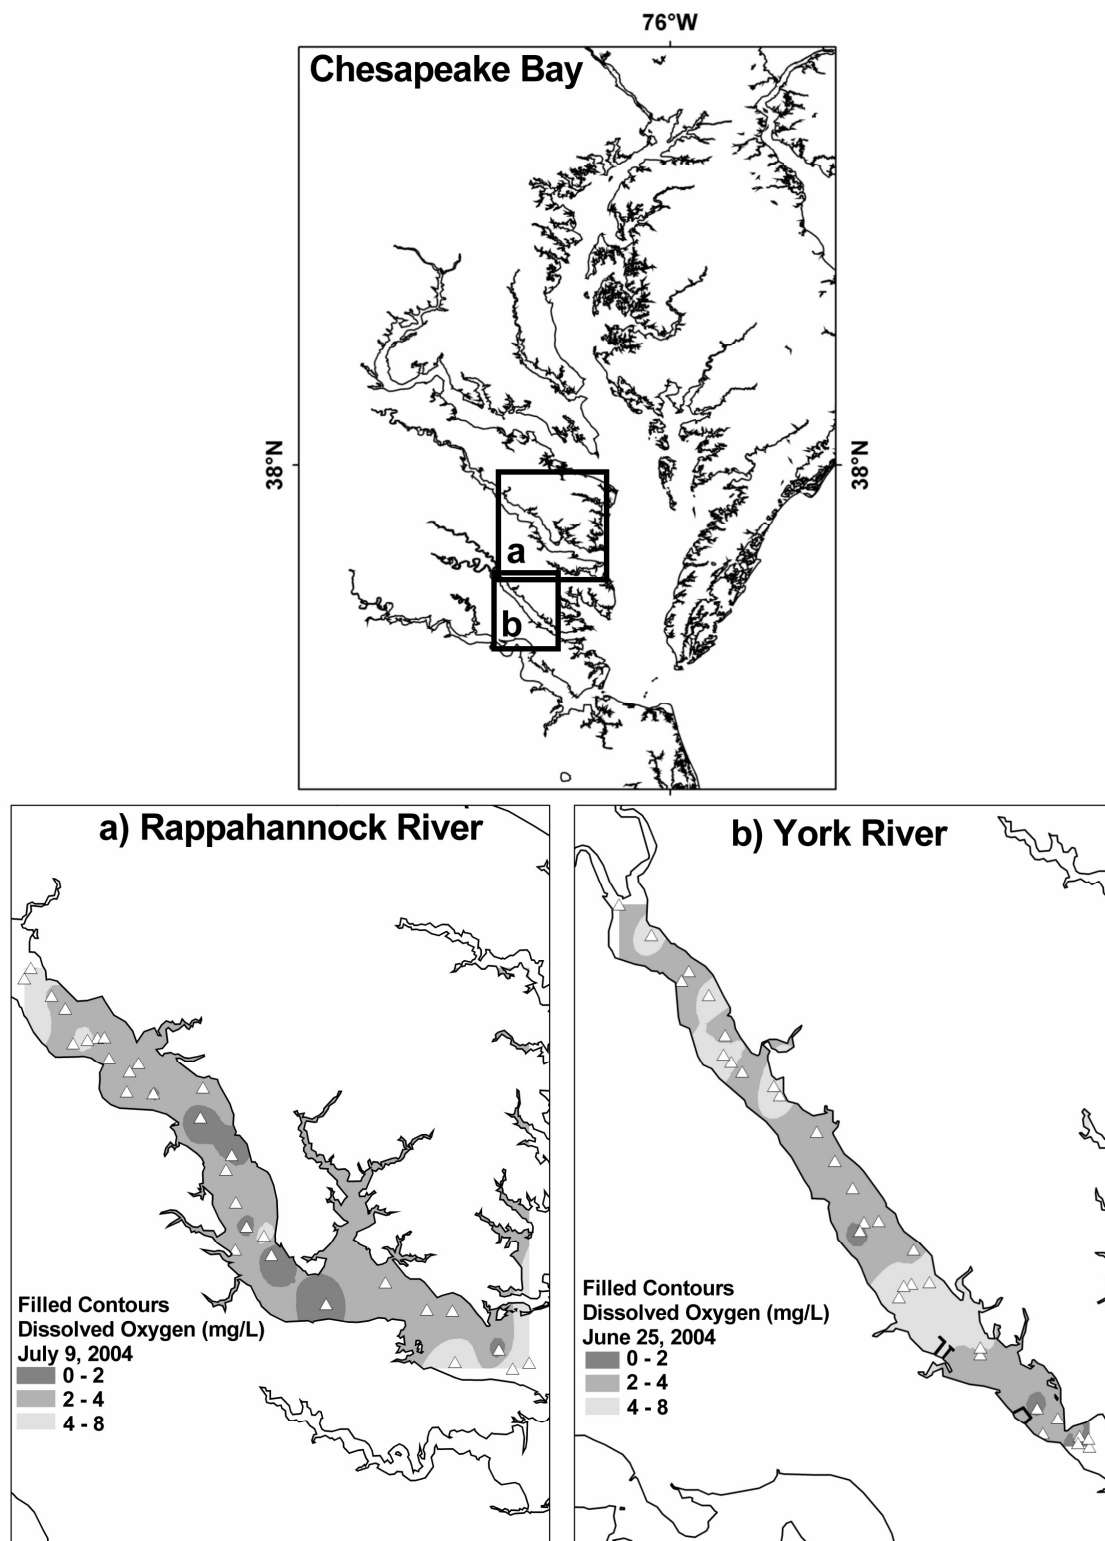 76°W
Chesapeake Bay
38°N
38°N
a
b
a) Rappahannock River
Filled Contours
Dissolved Oxygen (mg/L)
July 9, 2004
0 - 2
2 - 4
4 - 8
b) York River
Filled Contours
Dissolved Oxygen (mg/L)
June 25, 2004
0 - 2
2 - 4
4 - 8